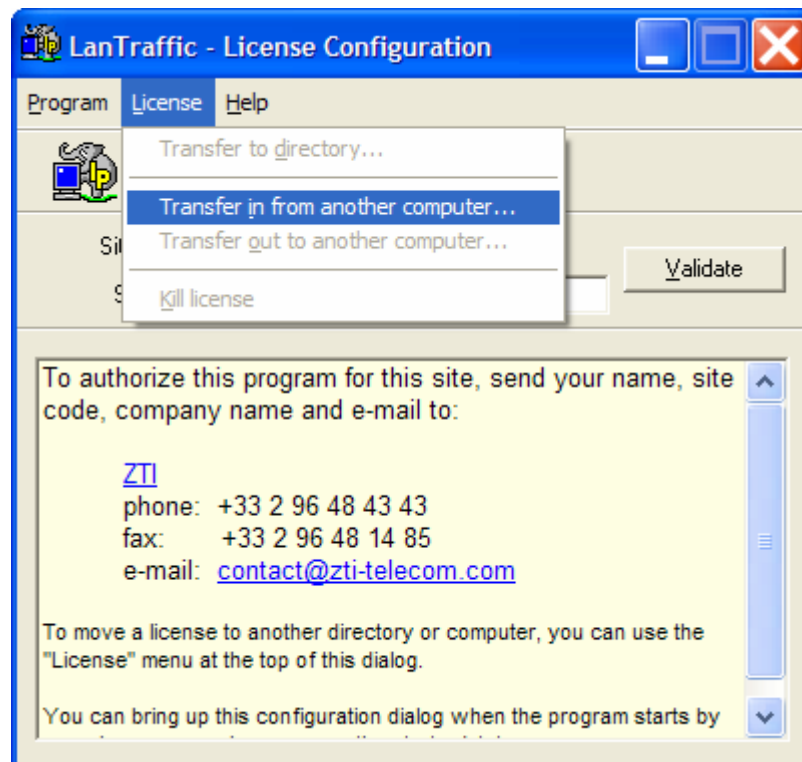 LanTraffic - License Configuration
Program License Help
Transfer to directory...
Transfer in from another computer...
Transfer out to another computer...
Kill license
Validate
To authorize this program for this site, send your name, site
code, company name and e-mail to:
ZTI
phone: +33 2 96 48 43 43
fax: +33 2 96 48 14 85
e-mail: contact@zti-telecom.com
To move a license to another directory or computer, you can use the
"License" menu at the top of this dialog.
You can bring up this configuration dialog when the program starts by